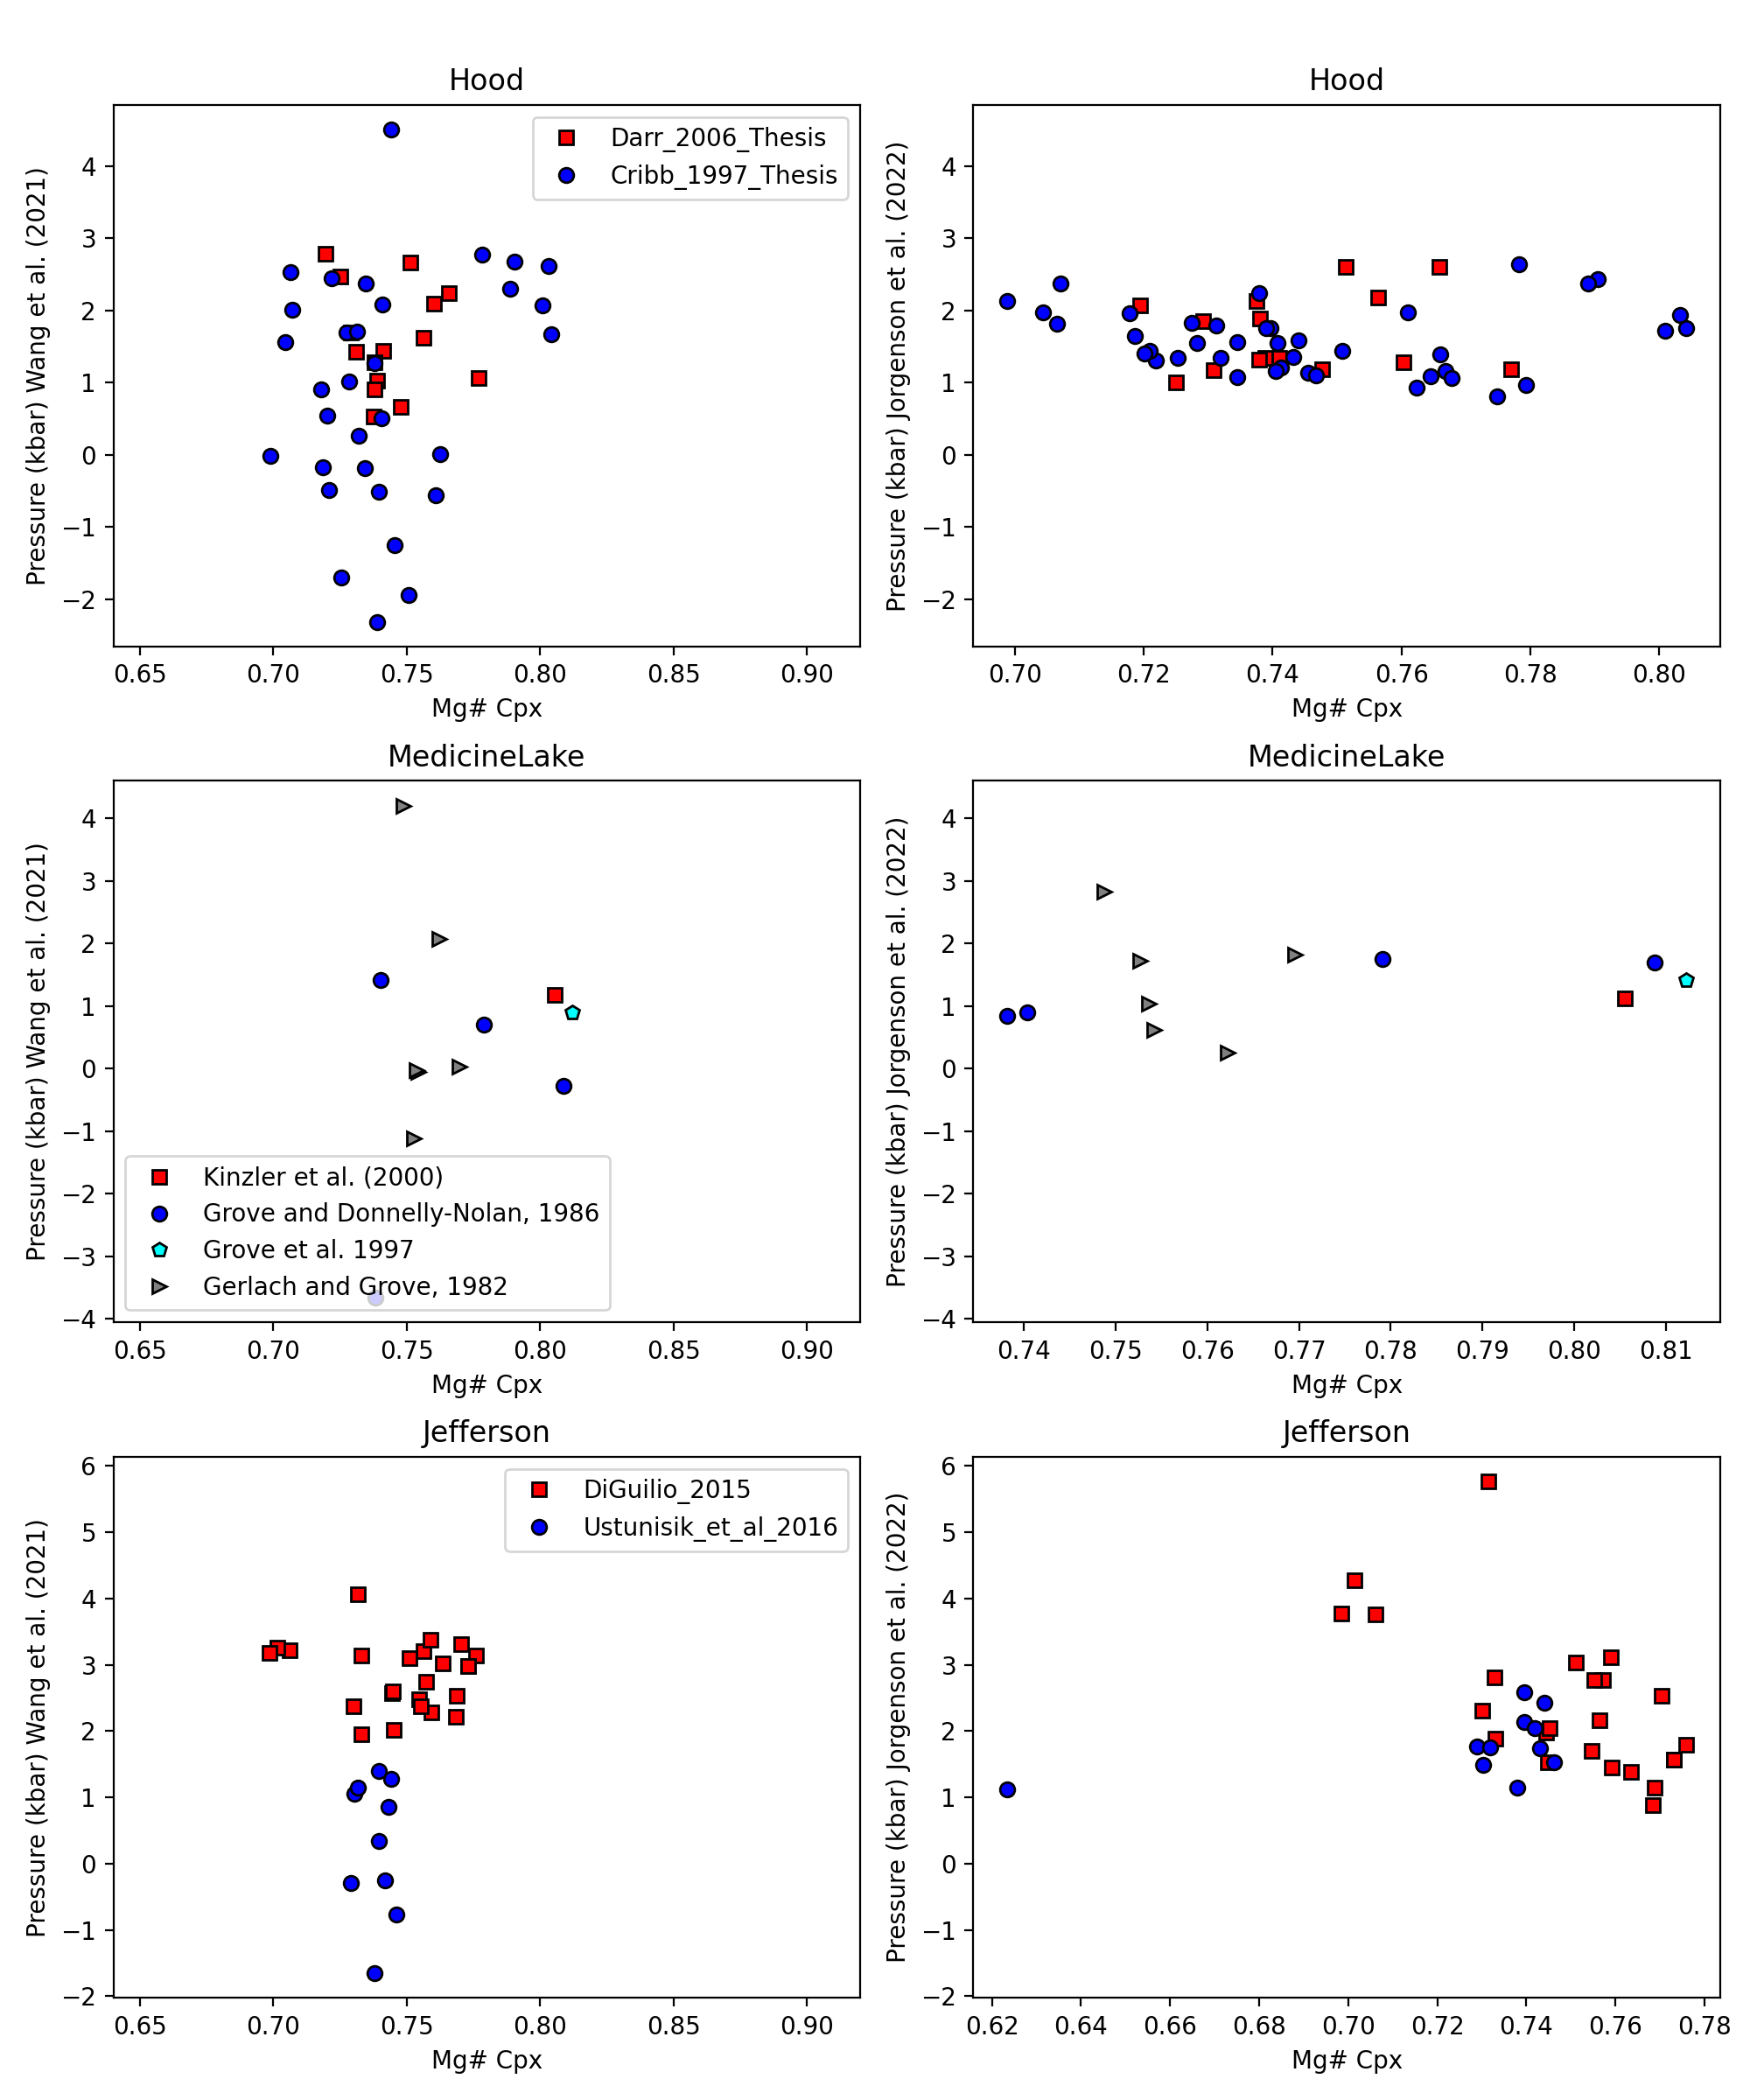 Hood
Pressure (kbar) Wang et al. (2021)
4
3
2
1
0
−1
−2
Darr_2006_Thesis
Cribb_1997_Thesis
0.65 0.70 0.75 0.80 0.85 0.90
Mg# Cpx
Hood
Pressure (kbar) Jorgenson et al. (2022)
4
3
2
1
0
−1
−2
0.70 0.72 0.74 0.76 0.78 0.80
Mg# Cpx
MedicineLake
Pressure (kbar) Wang et al. (2021)
4
3
2
1
0
−1
−2
−3
−4
Kinzler et al. (2000)
Grove and Donnelly-Nolan, 1986
Grove et al. 1997
Gerlach and Grove, 1982
0.65 0.70 0.75 0.80 0.85 0.90
Mg# Cpx
MedicineLake
Pressure (kbar) Jorgenson et al. (2022)
4
3
2
1
0
−1
−2
−3
−4
0.74 0.75 0.76 0.77 0.78 0.79 0.80 0.81
Mg# Cpx
Jefferson
Pressure (kbar) Wang et al. (2021)
6
5
4
3
2
1
0
−1
−2
DiGuilio_2015
Ustunisik_et_al_2016
0.65 0.70 0.75 0.80 0.85 0.90
Mg# Cpx
Jefferson
Pressure (kbar) Jorgenson et al. (2022)
6
5
4
3
2
1
0
−1
−2
0.62 0.64 0.66 0.68 0.70 0.72 0.74 0.76 0.78
Mg# Cpx